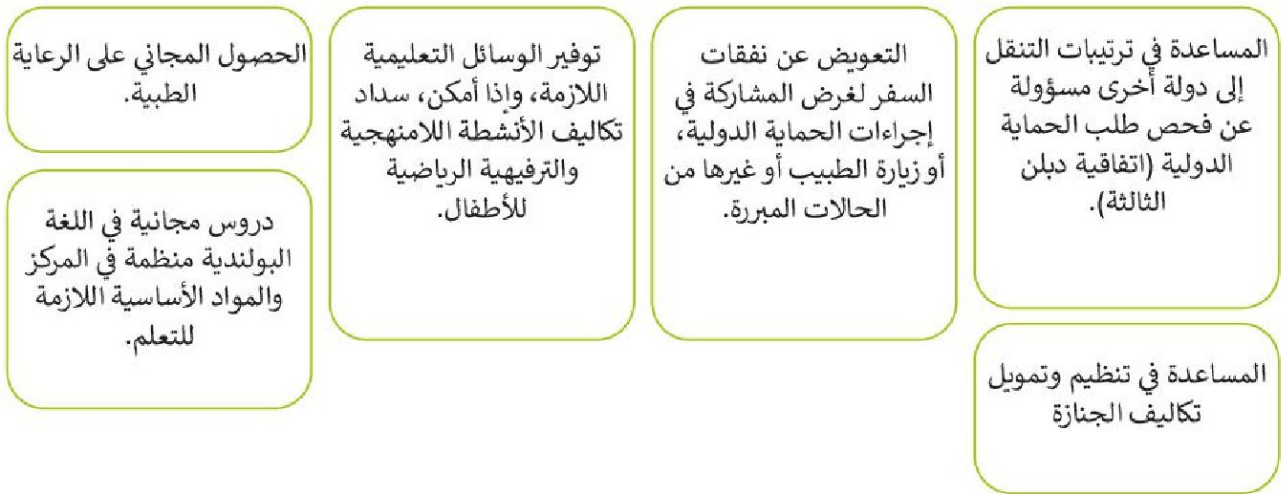 المساعدة في ترتيبات التنقل
إلى دولة أخرى مسؤولة
عن فحص طلب الحماية
الدولية (اتفاقية دبلن
الثالثة).
المساعدة في تنظيم وتمويل
تكاليف الجنازة
التعويض عن نفقات
السفر لغرض المشاركة في
إجراءات الحماية الدولية،
أو زيارة الطبيب أو غيرها من
الحالات المبررة.
توفير الوسائل التعليمية
اللازمة، وإذا أمكن، سداد
تكاليف الأنشطة اللامنهجية
والترفيهية الرياضية
للأطفال.
الحصول المجاني على الرعاية
الطبية.
دروس مجانية في اللغة
البولندية منظمة في المركز
والمواد الأساسية اللازمة
للتعلم.